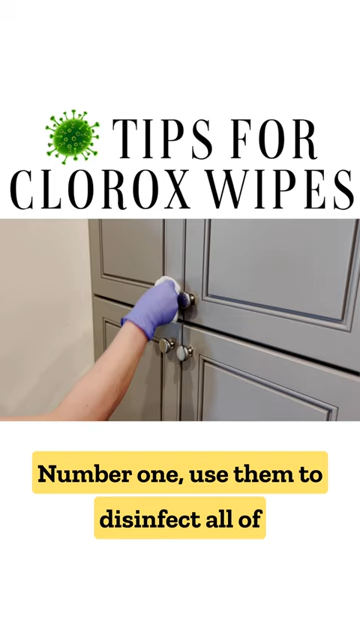 TIPS FOR
CLOROX WIPES
Number one, use them to
disinfect all of